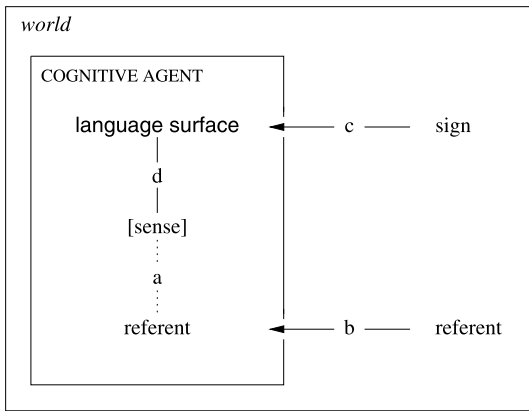 world
COGNITIVE AGENT
language surface c sign
d
[sense]
a
referent b referent